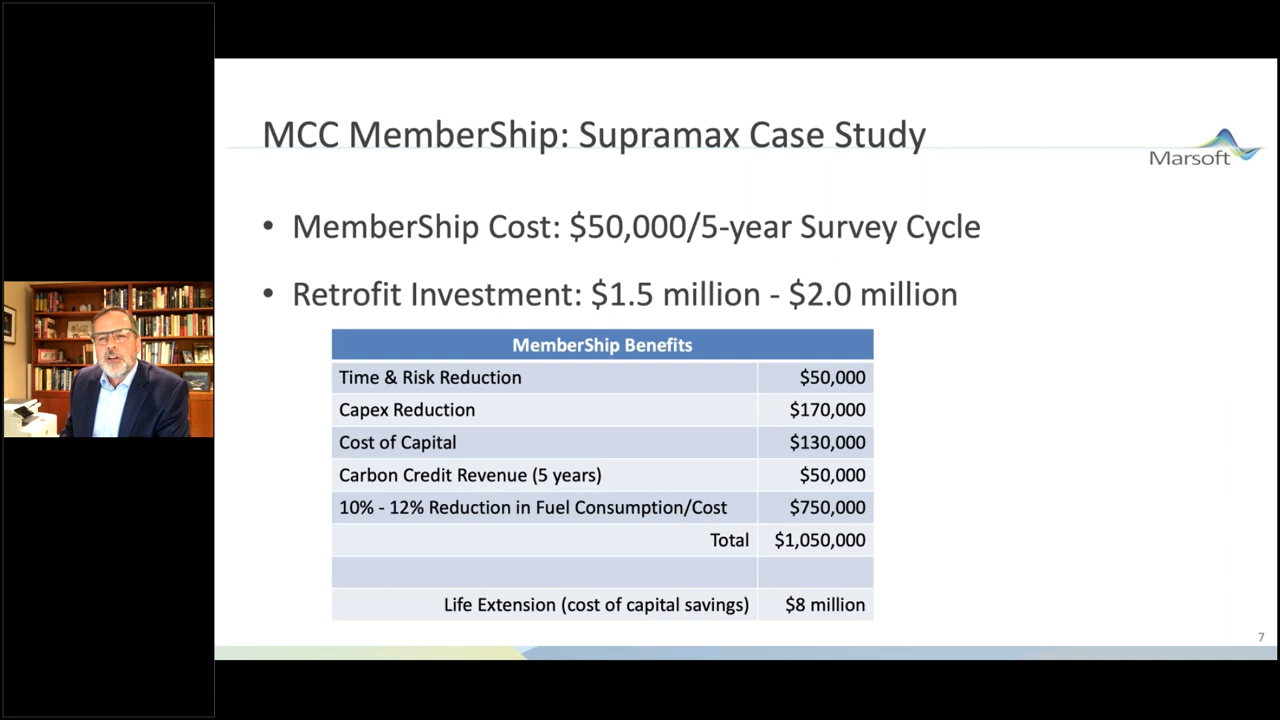 MCC MemberShip: Supramax Case Study
Marsoft
• MemberShip Cost: $50,000/5-year Survey Cycle
• Retrofit Investment: $1.5 million - $2.0 million
MemberShip Benefits
Time & Risk Reduction $50,000
Capex Reduction $170,000
Cost of Capital $130,000
Carbon Credit Revenue (5 years) $50,000
10% - 12% Reduction in Fuel Consumption/Cost $750,000
Total $1,050,000
Life Extension (cost of capital savings) $8 million
7